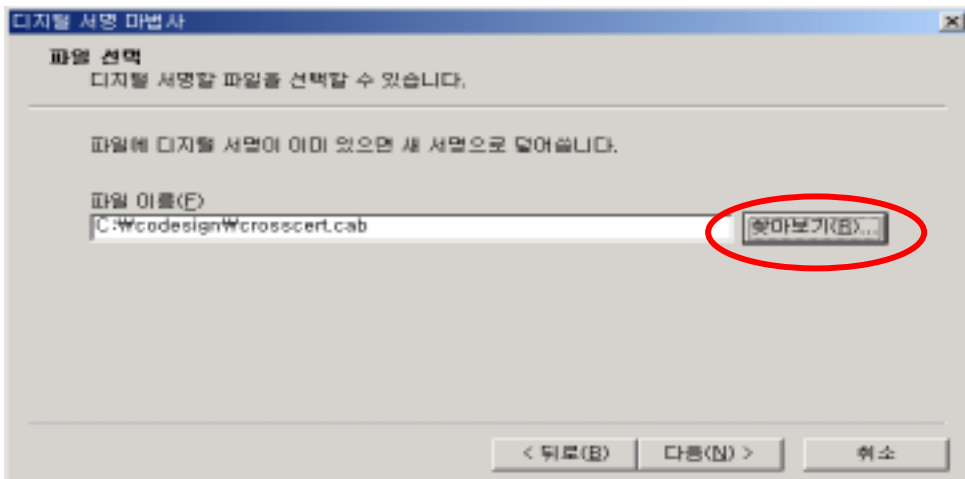 디지털 서명 마법사
파일 선택
디지털 서명할 파일을 선택할 수 있습니다.
파일에 디지털 서명이 이미 있으면 새 서명으로 덮어씁니다.
파일 이름(F)
C:₩codesign₩crosscert.cab
찾아보기(R)...
< 뒤로(B)
다음(N) >
취소